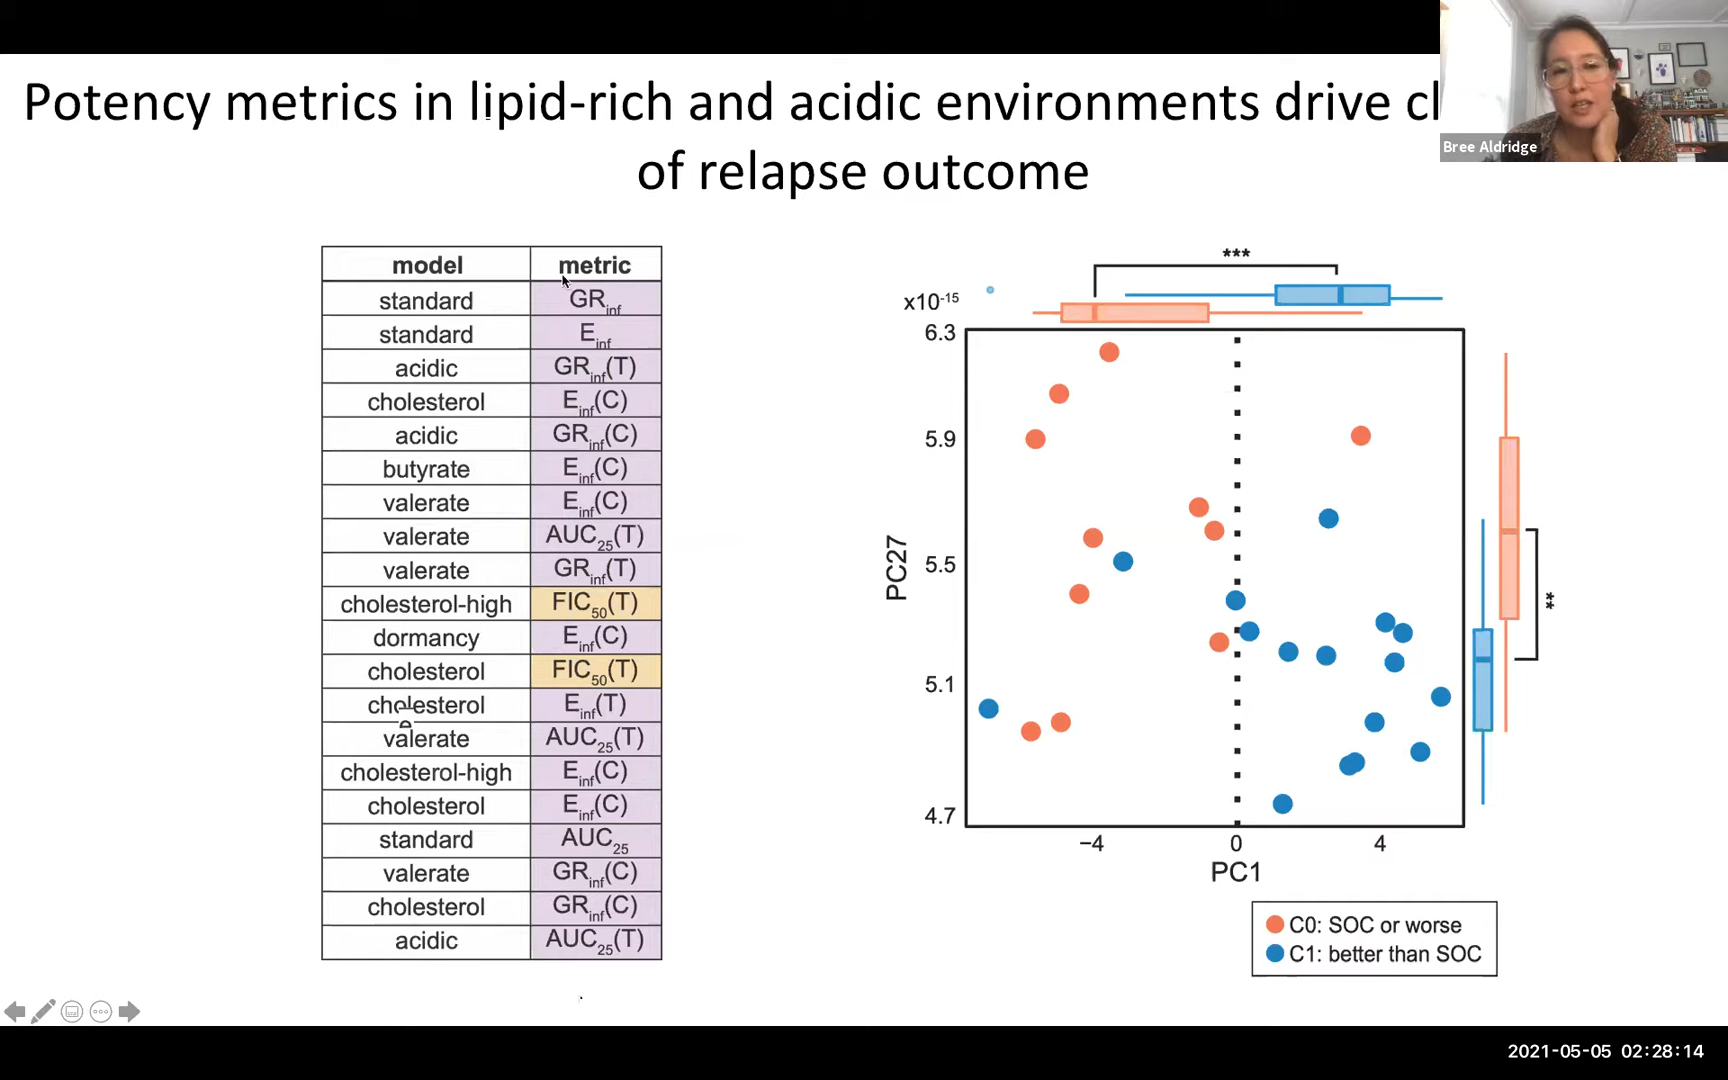 Potency metrics in lipid-rich and acidic environments drive cl
of relapse outcome
Bree Aldridge
model metric
standard GRinf
standard Einf
acidic GRinf(T)
cholesterol Einf(C)
acidic GRinf(C)
butyrate Einf(C)
valerate Einf(C)
valerate AUC25(T)
valerate GRinf(T)
cholesterol-high FIC50(T)
dormancy Einf(C)
cholesterol FIC50(T)
cholesterol Einf(T)
e
valerate AUC25(T)
cholesterol-high Einf(C)
cholesterol Einf(C)
standard AUC25
valerate GRinf(C)
cholesterol GRinf(C)
acidic AUC25(T)
***
x10-15
6.3
5.9
5.5
5.1
4.7
PC27
**
−4 0 4
PC1
C0: SOC or worse
C1: better than SOC
2021-05-05 02:28:14